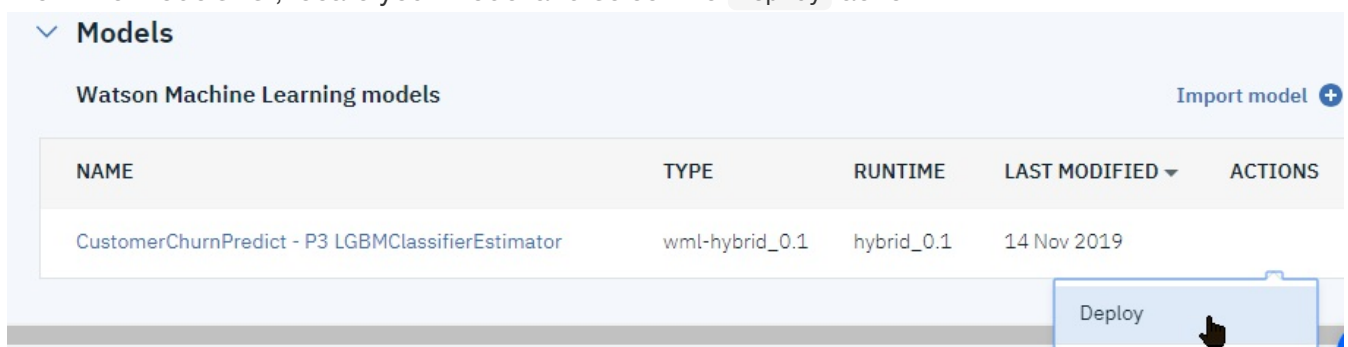 Models
Watson Machine Learning models
Import model
NAME TYPE RUNTIME LAST MODIFIED ACTIONS
CustomerChurnPredict - P3 LGBMClassifierEstimator wml-hybrid_0.1 hybrid_0.1 14 Nov 2019
Deploy